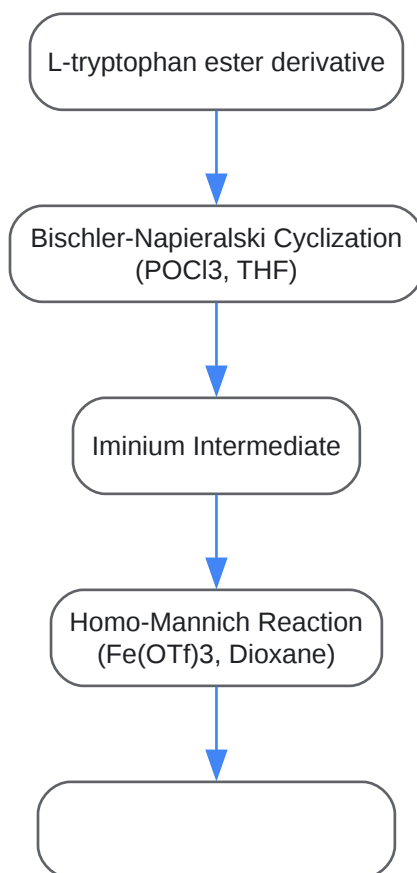 L-tryptophan ester derivative
Bischler-Napieralski Cyclization
(POCl3, THF)
Iminium Intermediate
Homo-Mannich Reaction
(Fe(OTf)3, Dioxane)